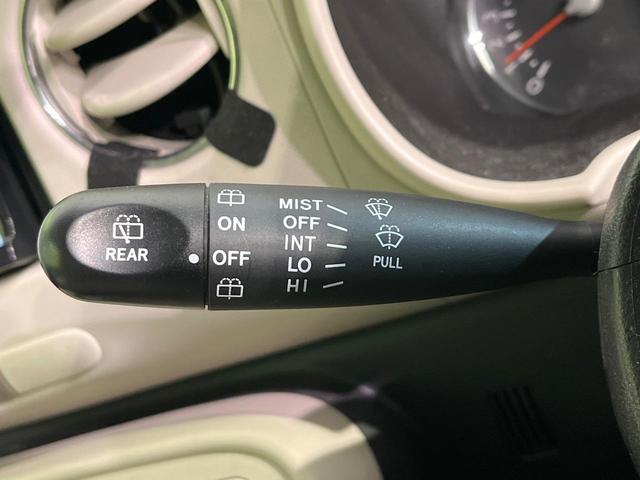 REAR
ON
OFF
MIST
OFF
INT
LO
HI
PULL